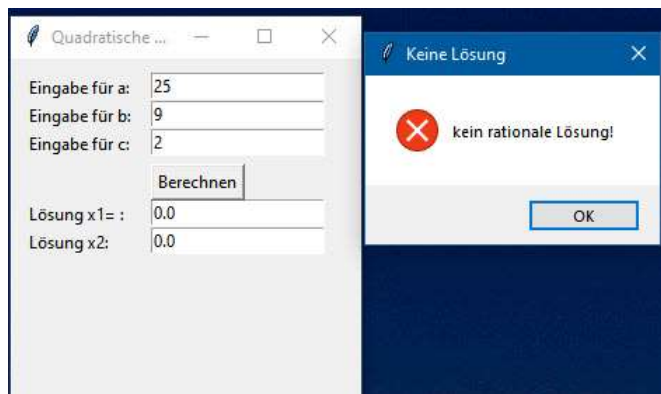 Quadratische ...
Eingabe für a: 25
Eingabe für b: 9
Eingabe für c: 2
Berechnen
Lösung x1= : 0.0
Lösung x2: 0.0
Keine Lösung
kein rationale Lösung!
OK